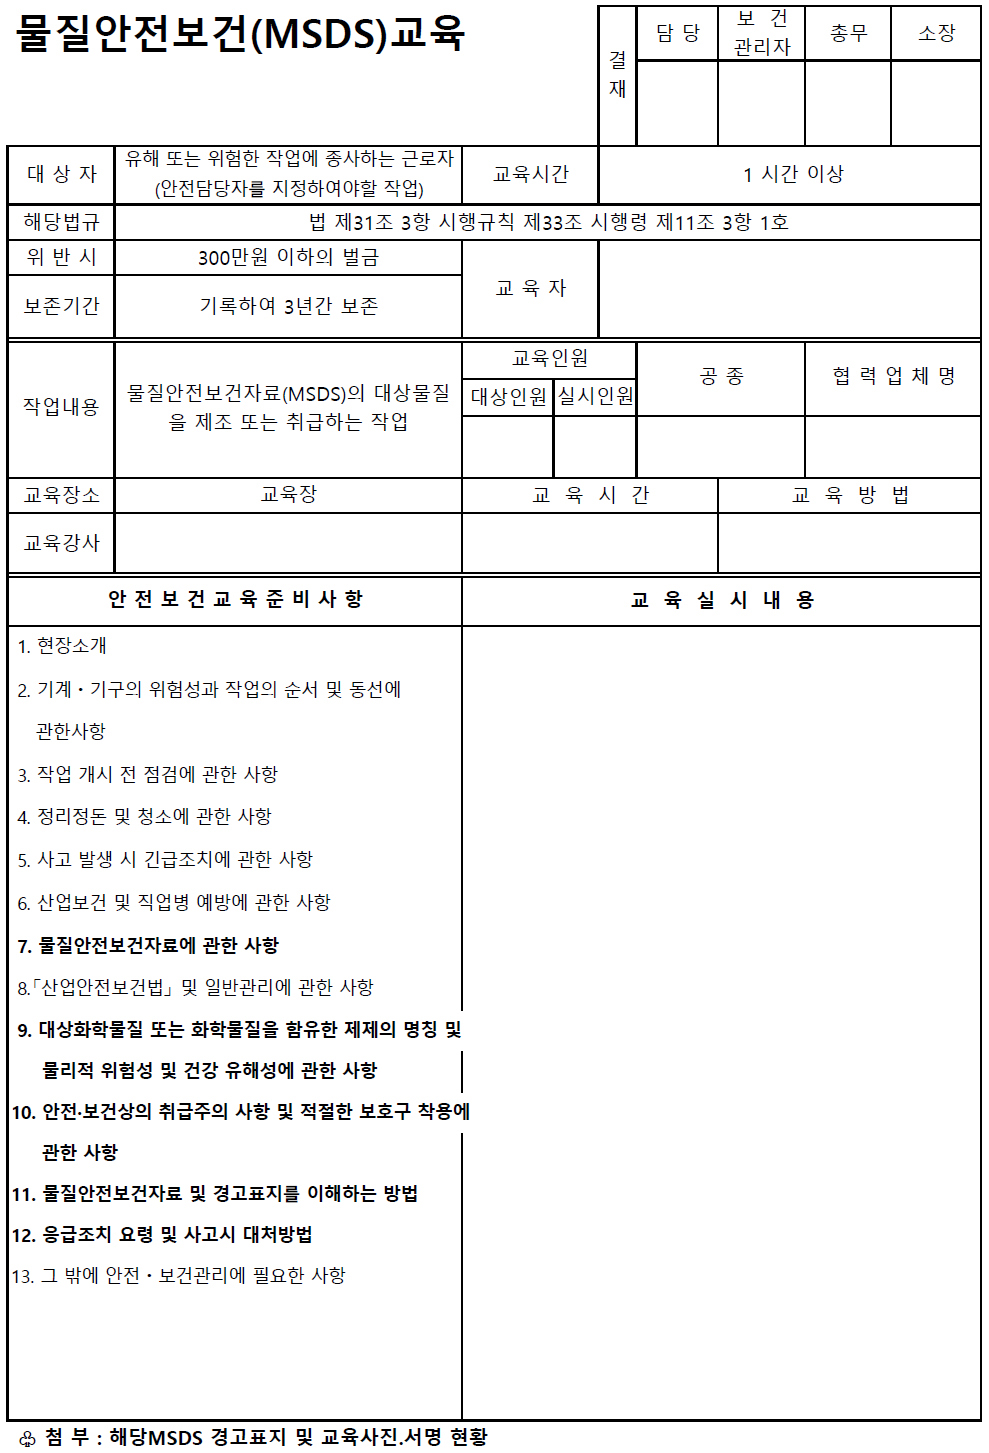 물질안전보건(MSDS)교육
결
재
담 당
보 건
관리자
총무
소장
대 상 자
유해 또는 위험한 작업에 종사하는 근로자
(안전담당자를 지정하여야할 작업)
교육시간
1 시간 이상
해당법규
법 제31조 3항 시행규칙 제33조 시행령 제11조 3항 1호
위 반 시
300만원 이하의 벌금
교 육 자
보존기간
기록하여 3년간 보존
작업내용
물질안전보건자료(MSDS)의 대상물질
을 제조 또는 취급하는 작업
교육인원
대상인원
실시인원
공 종
협 력 업 체 명
교육장소
교육장
교 육 시 간
교 육 방 법
교육강사
안 전 보 건 교 육 준 비 사 항
교 육 실 시 내 용
1. 현장소개
2. 기계・기구의 위험성과 작업의 순서 및 동선에
관한사항
3. 작업 개시 전 점검에 관한 사항
4. 정리정돈 및 청소에 관한 사항
5. 사고 발생 시 긴급조치에 관한 사항
6. 산업보건 및 직업병 예방에 관한 사항
7. 물질안전보건자료에 관한 사항
8.「산업안전보건법」및 일반관리에 관한 사항
9. 대상화학물질 또는 화학물질을 함유한 제제의 명칭 및
물리적 위험성 및 건강 유해성에 관한 사항
10. 안전·보건상의 취급주의 사항 및 적절한 보호구 착용에
관한 사항
11. 물질안전보건자료 및 경고표지를 이해하는 방법
12. 응급조치 요령 및 사고시 대처방법
13. 그 밖에 안전・보건관리에 필요한 사항
♧ 첨 부 : 해당MSDS 경고표지 및 교육사진.서명 현황